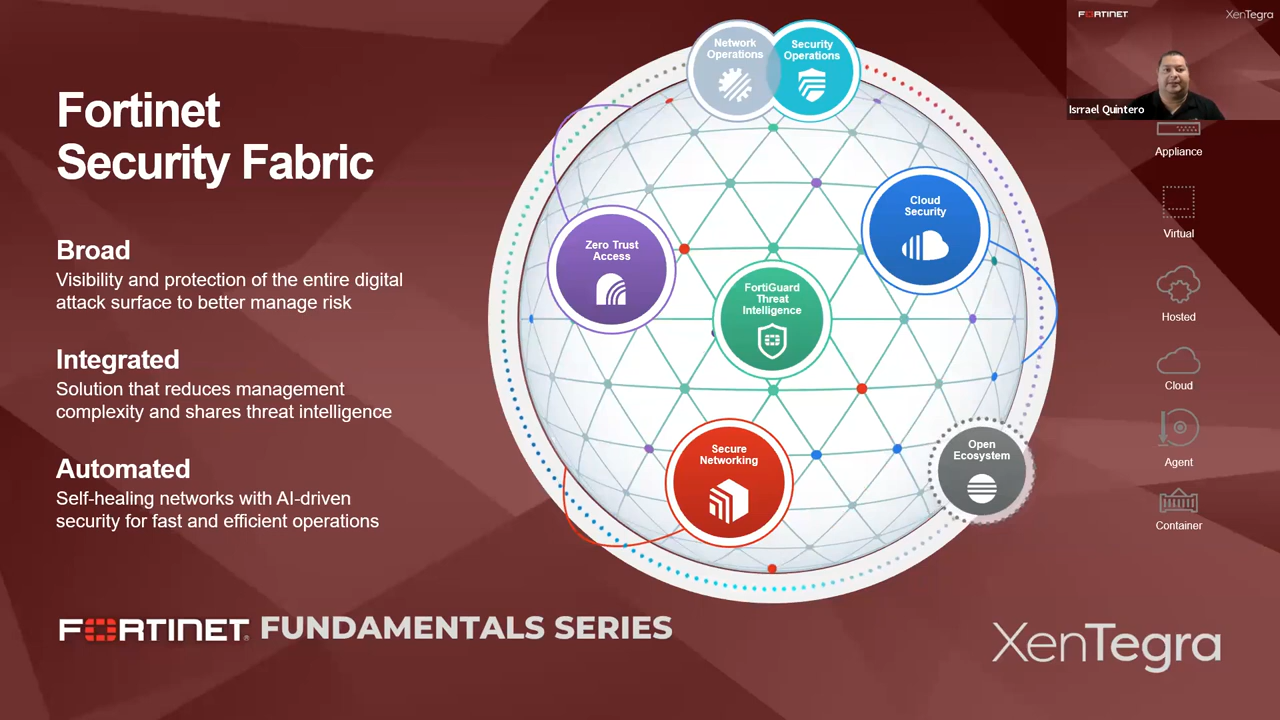 Fortinet
Security Fabric
Broad
Visibility and protection of the entire digital
attack surface to better manage risk
Integrated
Solution that reduces management
complexity and shares threat intelligence
Automated
Self-healing networks with AI-driven
security for fast and efficient operations
Network
Operations
Security
Operations
Zero Trust
Access
Cloud
Security
FortiGuard
Threat
Intelligence
Secure
Networking
Open
Ecosystem
FORTINET
XenTegra
Isrrael Quintero
Appliance
Virtual
Hosted
Cloud
Agent
Container
FORTINET FUNDAMENTALS SERIES
XenTegra